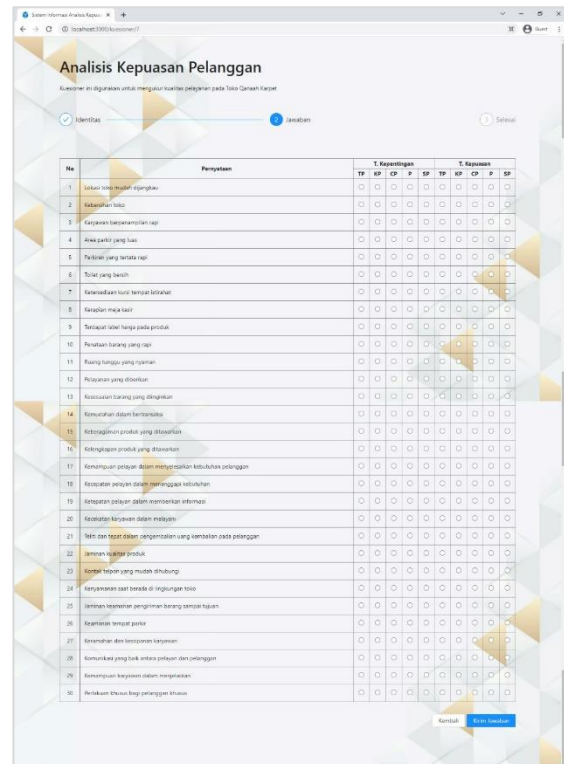 Sistem Informasi Analisis Kepuas
localhost:3000/kuesioner/7
Guest
Analisis Kepuasan Pelanggan
Kuesioner ini digunakan untuk mengukur kualitas pelayanan pada Toko Qanaah Karpet
Identitas
2 Jawaban
3 Selesai
No Pernyataan T. Kepentingan T. Kepuasan
TP KP CP P SP TP KP CP P SP
1 Lokasi toko mudah dijangkau
2 Kebersihan toko
3 Karyawan berpenampilan rapi
4 Area parkir yang luas
5 Parkiran yang tertata rapi
6 Toilet yang bersih
7 Ketersediaan kursi tempat istirahat
8 Kerapian meja kasir
9 Terdapat label harga pada produk
10 Penataan barang yang rapi
11 Ruang tunggu yang nyaman
12 Pelayanan yang diberikan
13 Kesesuaian barang yang diinginkan
14 Kemudahan dalam bertransaksi
15 Keberagaman produk yang ditawarkan
16 Kelengkapan produk yang ditawarkan
17 Kemampuan pelayan dalam menyelesaikan kebutuhan pelanggan
18 Kecepatan pelayan dalam menanggapi kebutuhan
19 Ketepatan pelayan dalam memberikan informasi
20 Kecekatan karyawan dalam melayani
21 Teliti dan tepat dalam pengembalian uang kembalian pada pelanggan
22 Jaminan kualitas produk
23 Kontak telpon yang mudah dihubungi
24 Kenyamanan saat berada di lingkungan toko
25 Jaminan keamanan pengiriman barang sampai tujuan
26 Keamanan tempat parkir
27 Keramahan dan kesopanan karyawan
28 Komunikasi yang baik antara pelayan dan pelanggan
29 Kemampuan karyawan dalam menjelaskan
30 Perlakuan khusus bagi pelanggan khusus
Kembali Kirim Jawaban